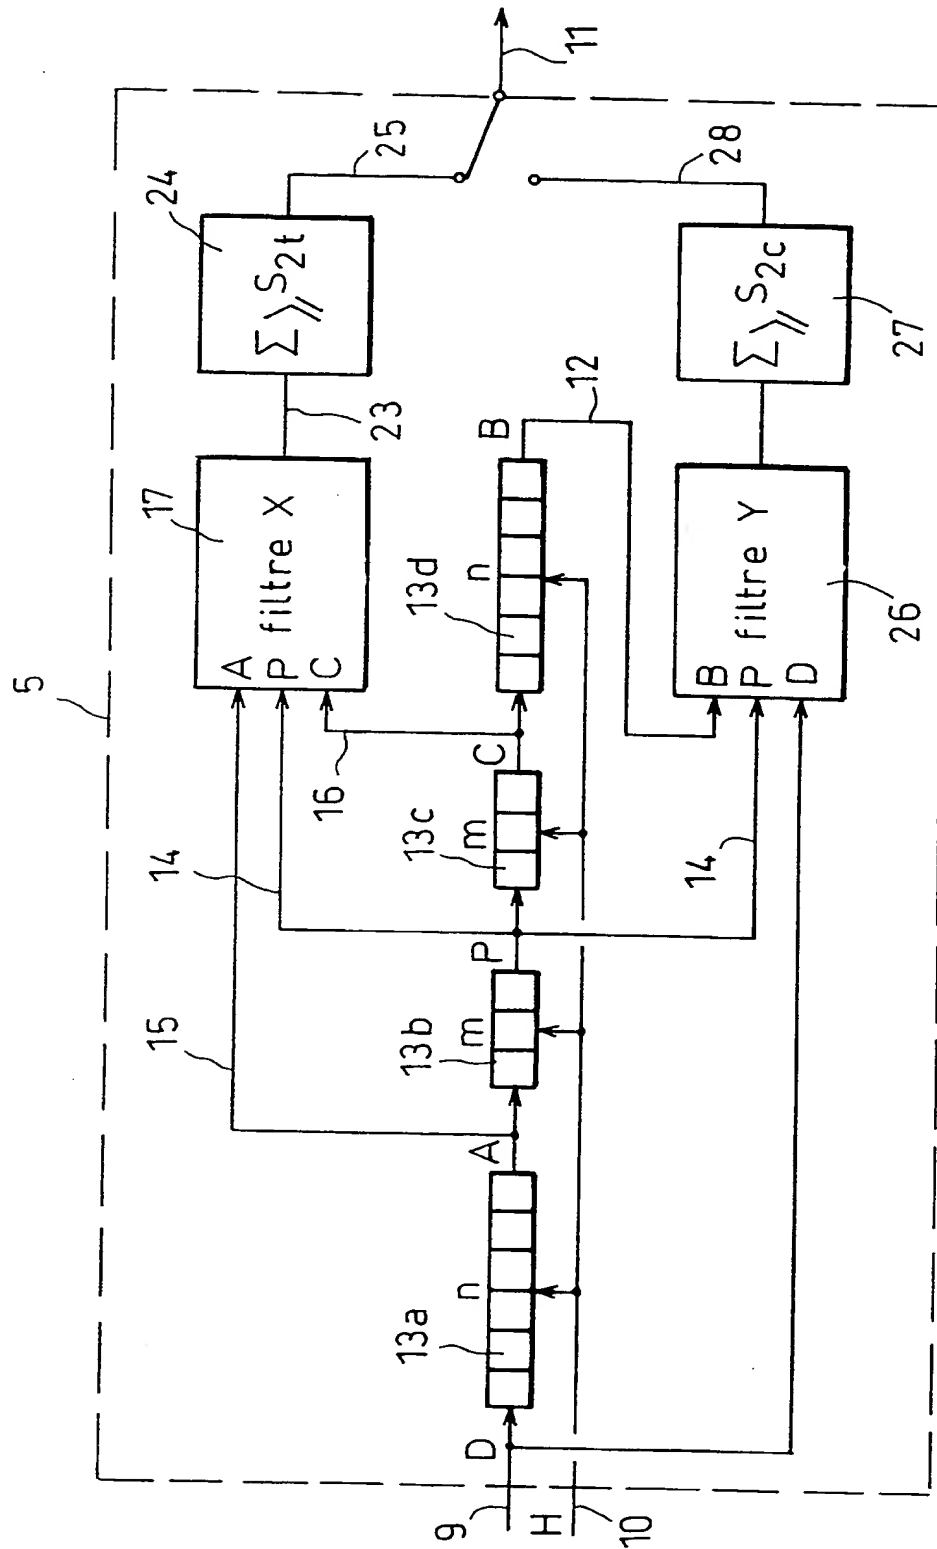 5
24
Σ ⩾ S2t
25
11
17
filtre X
A
P
C
23
15
14
16
B
12
13d
n
13c
m
C
13b
m
P
13a
n
A
D
9
H
10
28
Σ ⩾ S2c
27
filtre Y
B
P
D
26
14